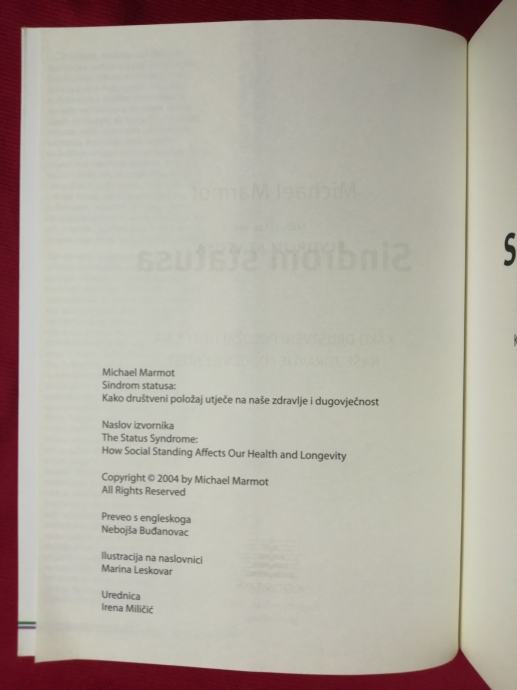 Michael Marmot
Sindrom statusa:
Kako društveni položaj utječe na naše zdravlje i dugovječnost
Naslov izvornika
The Status Syndrome:
How Social Standing Affects Our Health and Longevity
Copyright © 2004 by Michael Marmot
All Rights Reserved
Preveo s engleskoga
Nebojša Buđanovac
Ilustracija na naslovnici
Marina Leskovar
Urednica
Irena Miličić
S
K